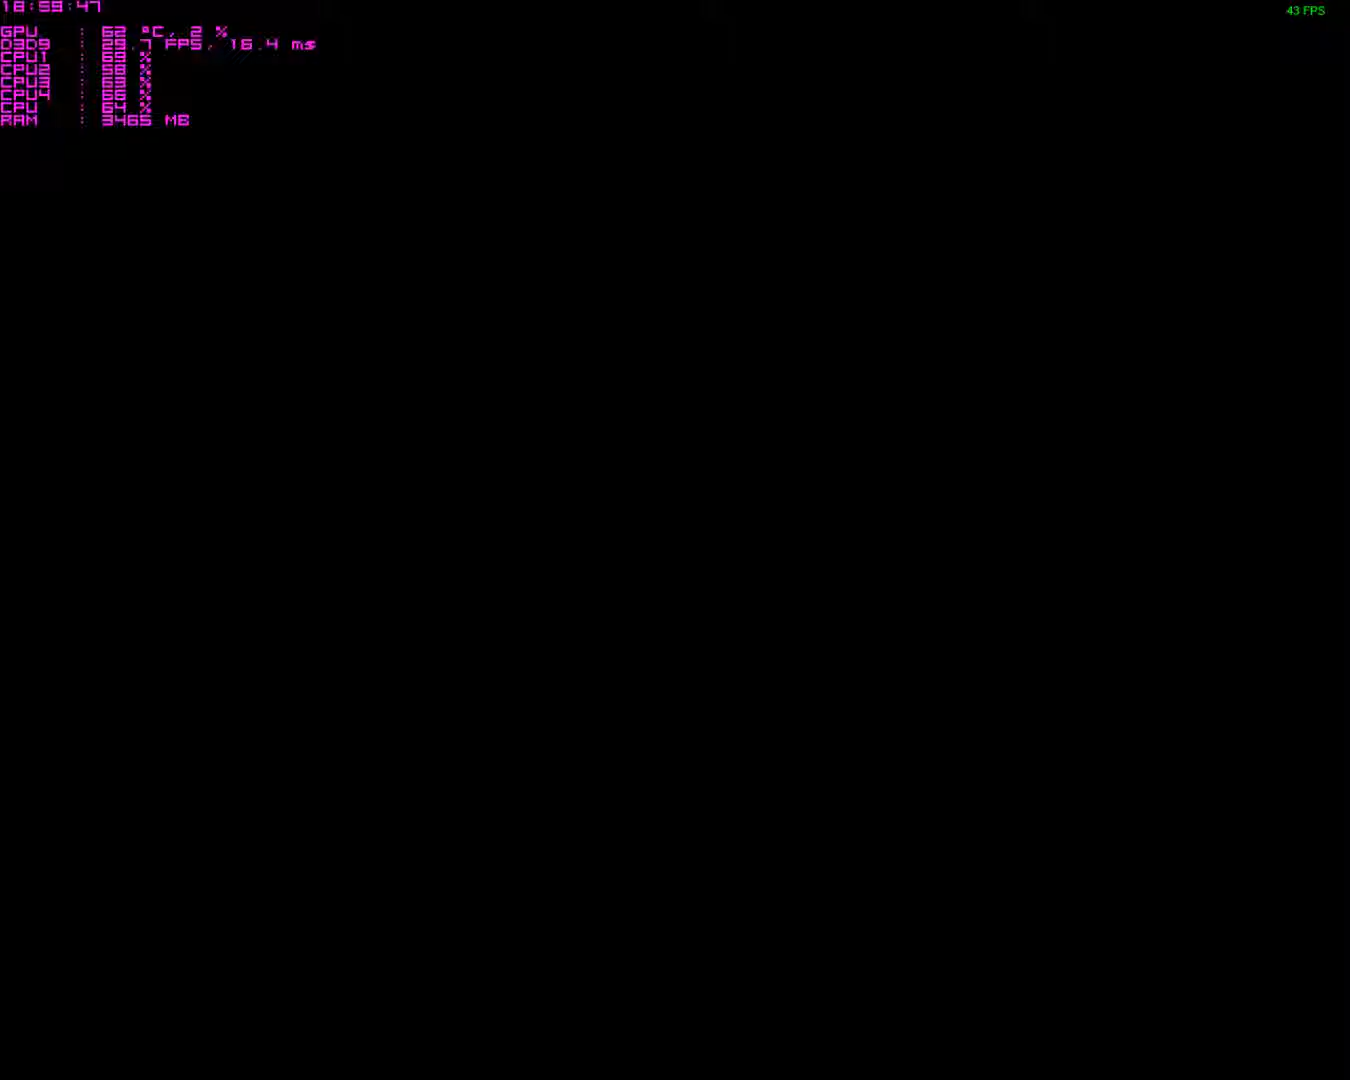 18:59:47
43 FPS
GPU : 62 °C, 2 %
D3D9 : 29.7 FPS, 16.4 ms
CPU1 : 69 %
CPU2 : 58 %
CPU3 : 63 %
CPU4 : 66 %
CPU : 64 %
RAM : 3465 MB